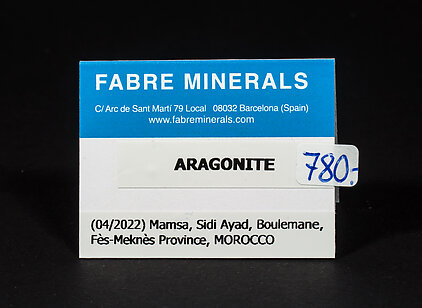 FABRE MINERALS
C/ Arc de Sant Martí 79 Local 08032 Barcelona (Spain)
www.fabreminerals.com
ARAGONITE
780.-
(04/2022) Mamsa, Sidi Ayad, Boulemane,
Fès-Meknès Province, MOROCCO